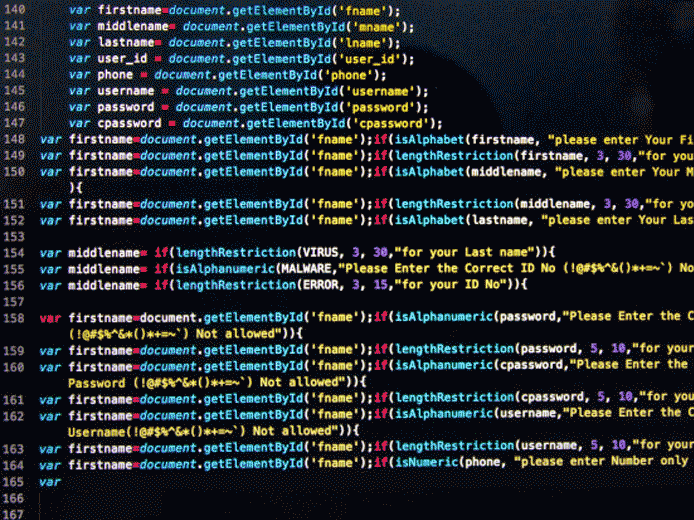 140 var firstname=document.getElementById('fname');
141 var middlename= document.getElementById('mname');
142 var lastname= document.getElementById('lname');
143 var user_id = document.getElementById('user_id');
144 var phone = document.getElementById('phone');
145 var username = document.getElementById('username');
146 var password = document.getElementById('password');
147 var cpassword = document.getElementById('cpassword');
148 var firstname=document.getElementById('fname');if(isAlphabet(firstname, "please enter Your Fi
149 var firstname=document.getElementById('fname');if(lengthRestriction(firstname, 3, 30,"for you
150 var firstname=document.getElementById('fname');if(isAlphabet(middlename, "please enter Your M
){
151 var firstname=document.getElementById('fname');if(lengthRestriction(middlename, 3, 30,"for yo
152 var firstname=document.getElementById('fname');if(isAlphabet(lastname, "please enter Your Las
153
154 var middlename= if(lengthRestriction(VIRUS, 3, 30,"for your Last name")){
155 var middlename= if(isAlphanumeric(MALWARE,"Please Enter the Correct ID No (!@#$%^&()*+=~`) No
156 var middlename= if(lengthRestriction(ERROR, 3, 15,"for your ID No")){
157
158 var firstname=document.getElementById('fname');if(isAlphanumeric(password,"Please Enter the C
(!@#$%^&*()*+=~`) Not allowed")){
159 var firstname=document.getElementById('fname');if(lengthRestriction(password, 5, 10,"for your
160 var firstname=document.getElementById('fname');if(isAlphanumeric(cpassword,"Please Enter the
Password (!@#$%^&*()*+=~`) Not allowed")){
161 var firstname=document.getElementById('fname');if(lengthRestriction(cpassword, 5, 10,"for you
162 var firstname=document.getElementById('fname');if(isAlphanumeric(username,"Please Enter the C
Username(!@#$%^&*()*+=~`) Not allowed")){
163 var firstname=document.getElementById('fname');if(lengthRestriction(username, 5, 10,"for your
164 var firstname=document.getElementById('fname');if(isNumeric(phone, "please enter Number only
165 var
166
167